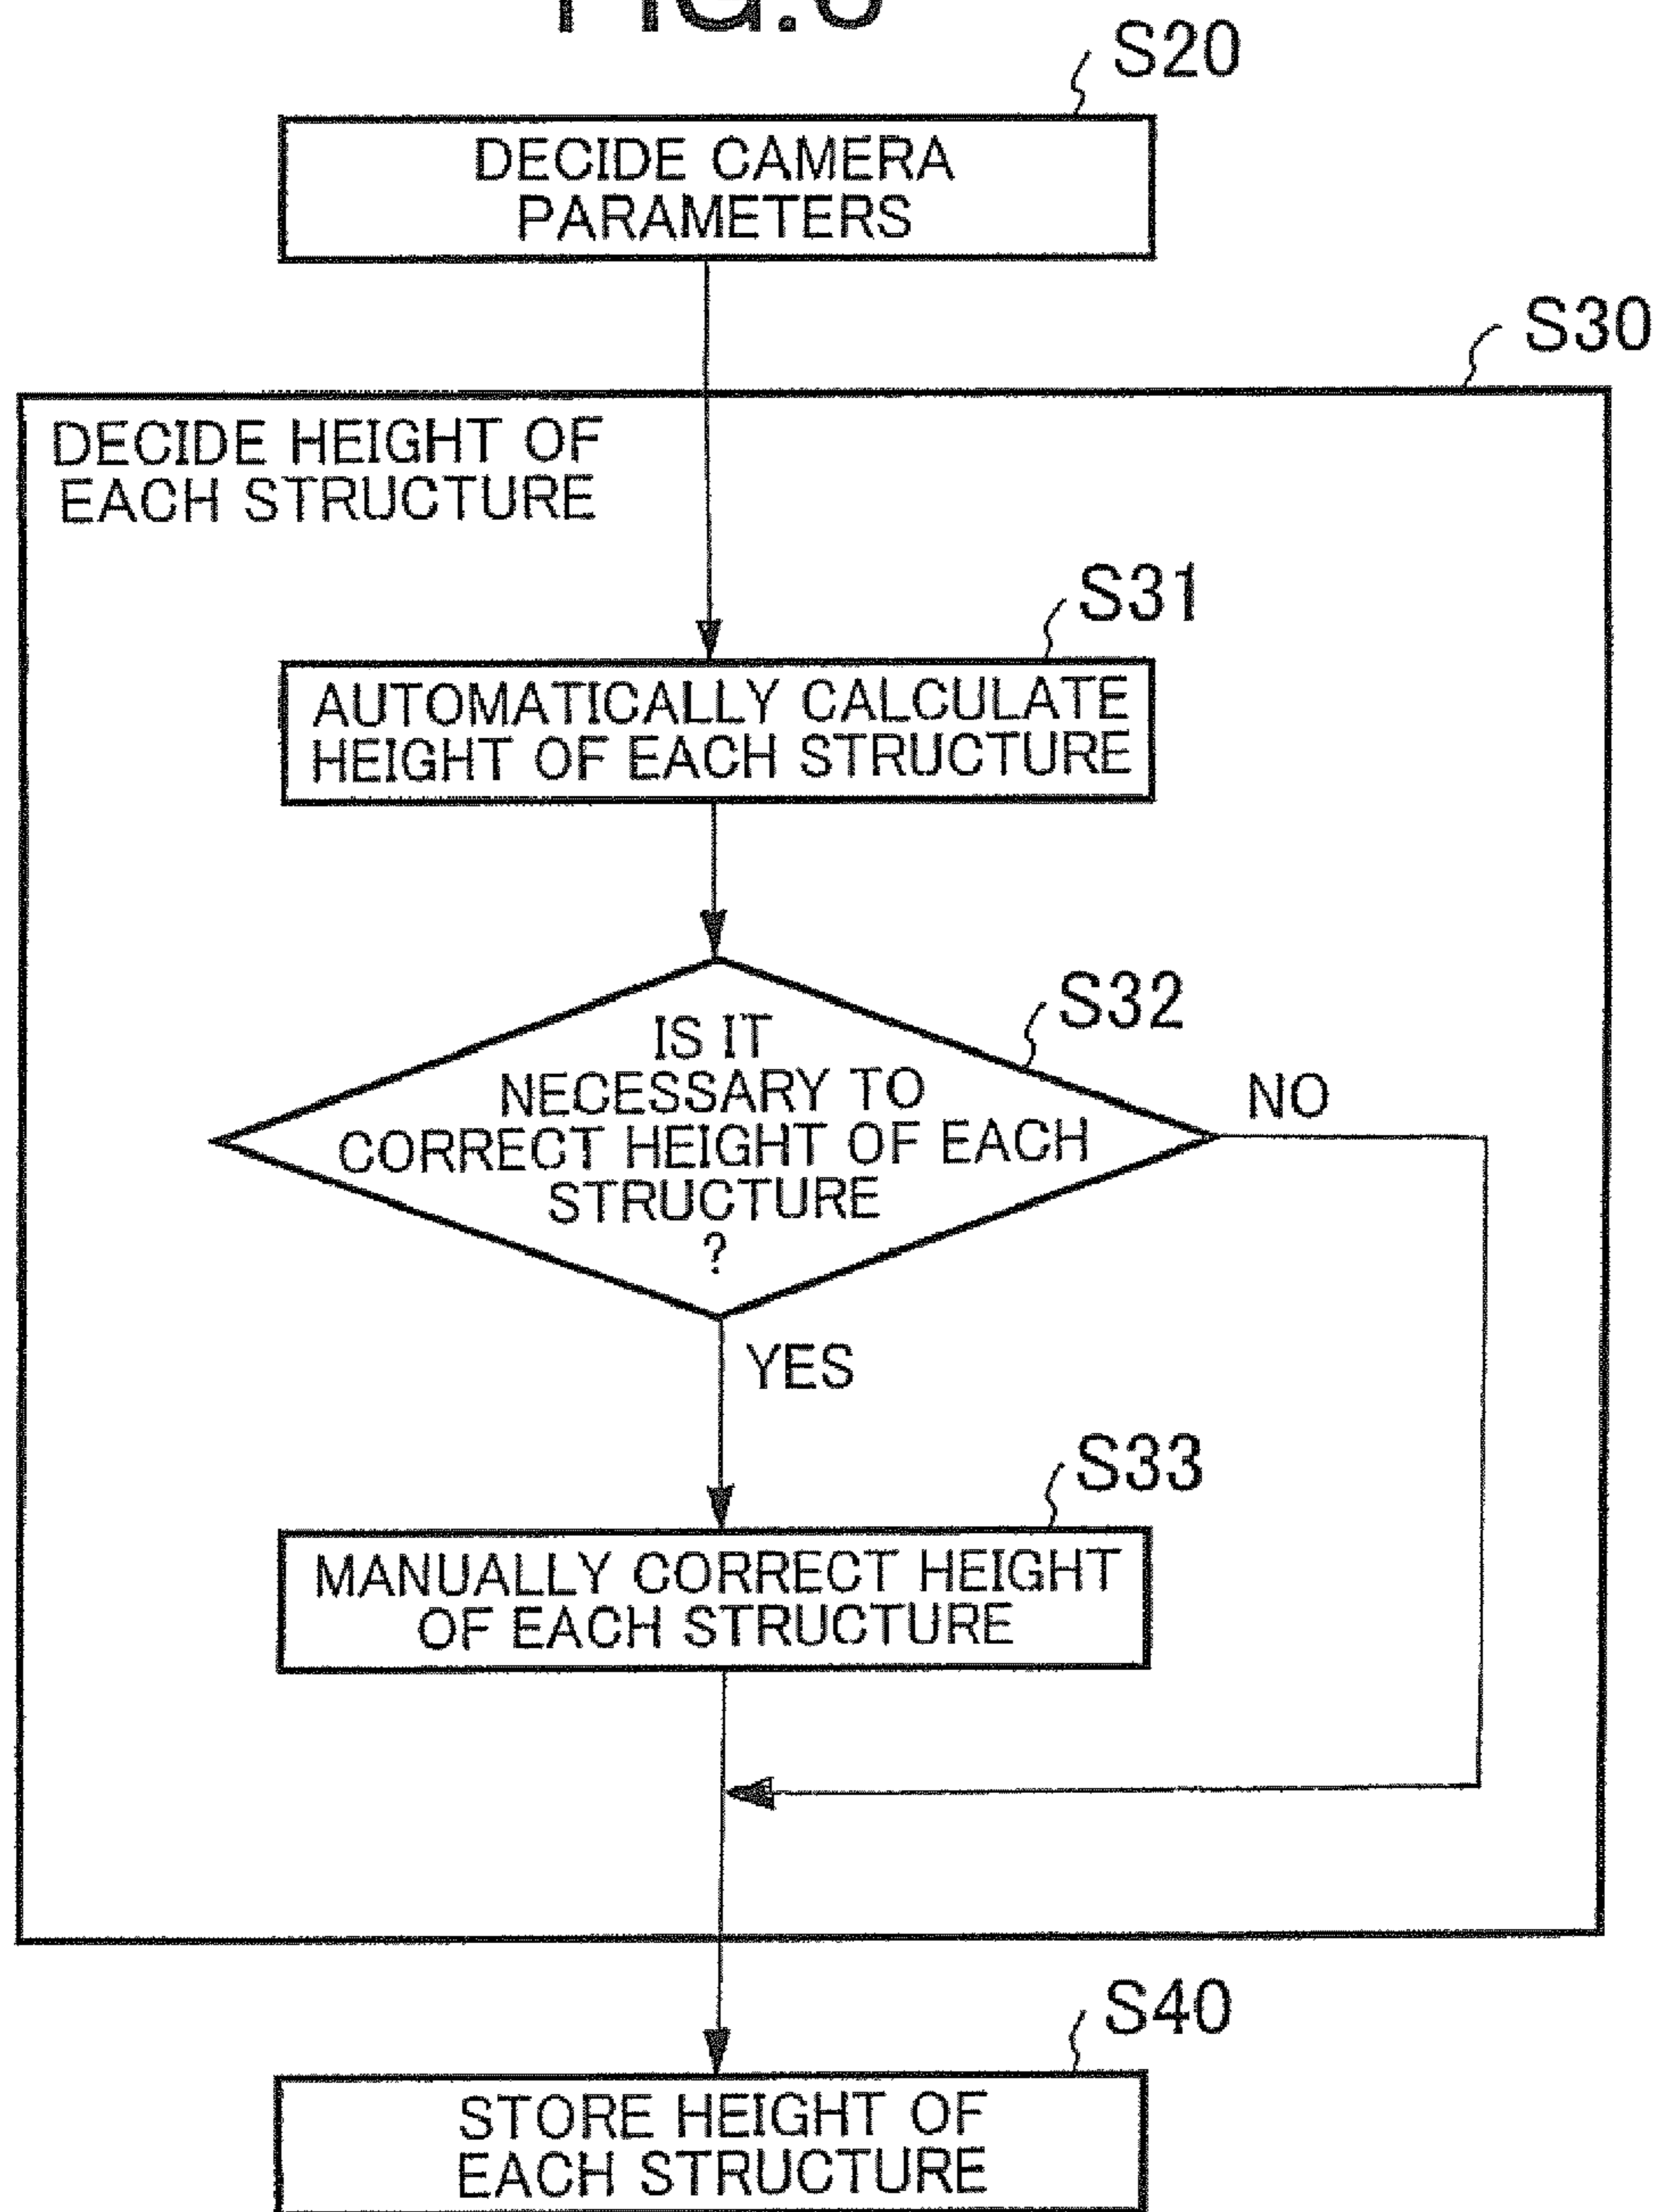 FIG.
S20
DECIDE CAMERA
PARAMETERS
S30
DECIDE HEIGHT OF
EACH STRUCTURE
S31
AUTOMATICALLY CALCULATE
HEIGHT OF EACH STRUCTURE
S32
IS IT
NECESSARY TO
CORRECT HEIGHT OF EACH
STRUCTURE
?
NO
YES
S33
MANUALLY CORRECT HEIGHT
OF EACH STRUCTURE
S40
STORE HEIGHT OF
EACH STRUCTURE